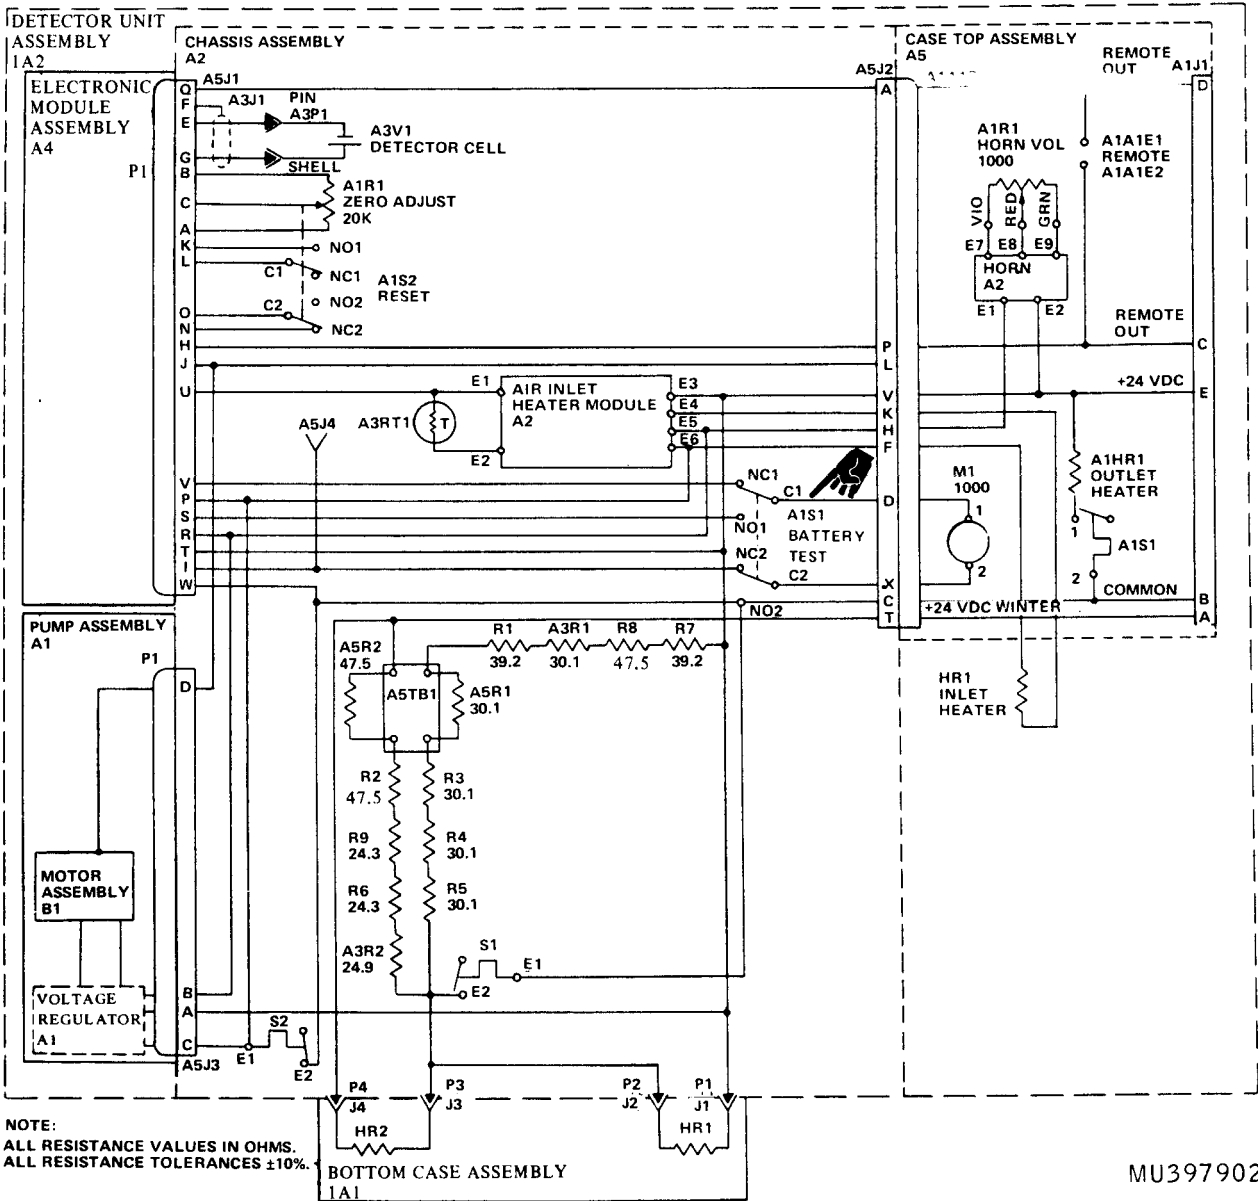 DETECTOR UNIT
ASSEMBLY
1A2
CHASSIS ASSEMBLY
A2
CASE TOP ASSEMBLY
A5
REMOTE
OUT
A1J1
A5J2
A5J1
ELECTRONIC
MODULE
ASSEMBLY
A4
P1
Q
F
E
G
B
C
A
K
L
O
N
H
J
U
V
P
S
R
T
I
W
A3J1
PIN
A3P1
A3V1
DETECTOR CELL
SHELL
A1R1
ZERO ADJUST
20K
NO1
C1
NC1
A1S2
RESET
NO2
C2
NC2
A
P
L
V
K
H
F
D
X
C
T
D
C
E
B
A
A1R1
HORN VOL
1000
VIO
RED
GRN
E7
E8
E9
HORN
A2
E1
E2
A1A1E1
REMOTE
A1A1E2
REMOTE
OUT
+24 VDC
E1
AIR INLET
HEATER MODULE
A2
E2
E3
E4
E5
E6
A3RT1
T
A5J4
NC1
C1
NO1
A1S1
BATTERY
TEST
NC2
C2
NO2
M1
1000
1
2
A1HR1
OUTLET
HEATER
1
A1S1
2
COMMON
+24 VDC WINTER
HR1
INLET
HEATER
PUMP ASSEMBLY
A1
P1
D
B
A
C
A5J3
MOTOR
ASSEMBLY
B1
VOLTAGE
REGULATOR
A1
S2
E1
E2
A5R2
47.5
A5TB1
A5R1
30.1
R1
39.2
A3R1
30.1
R8
47.5
R7
39.2
R2
47.5
R3
30.1
R9
24.3
R4
30.1
R6
24.3
R5
30.1
A3R2
24.9
S1
E1
E2
P4
J4
P3
J3
P2
J2
P1
J1
HR2
HR1
BOTTOM CASE ASSEMBLY
1A1
NOTE:
ALL RESISTANCE VALUES IN OHMS.
ALL RESISTANCE TOLERANCES ±10%.
MU397902